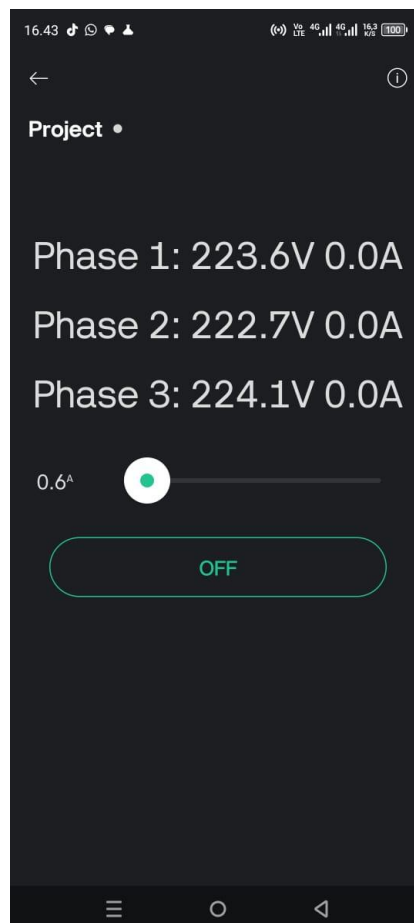 16.43 Vo LTE 4G 4G 16,3 K/S 100
Project
Phase 1: 223.6V 0.0A
Phase 2: 222.7V 0.0A
Phase 3: 224.1V 0.0A
0.6A
OFF